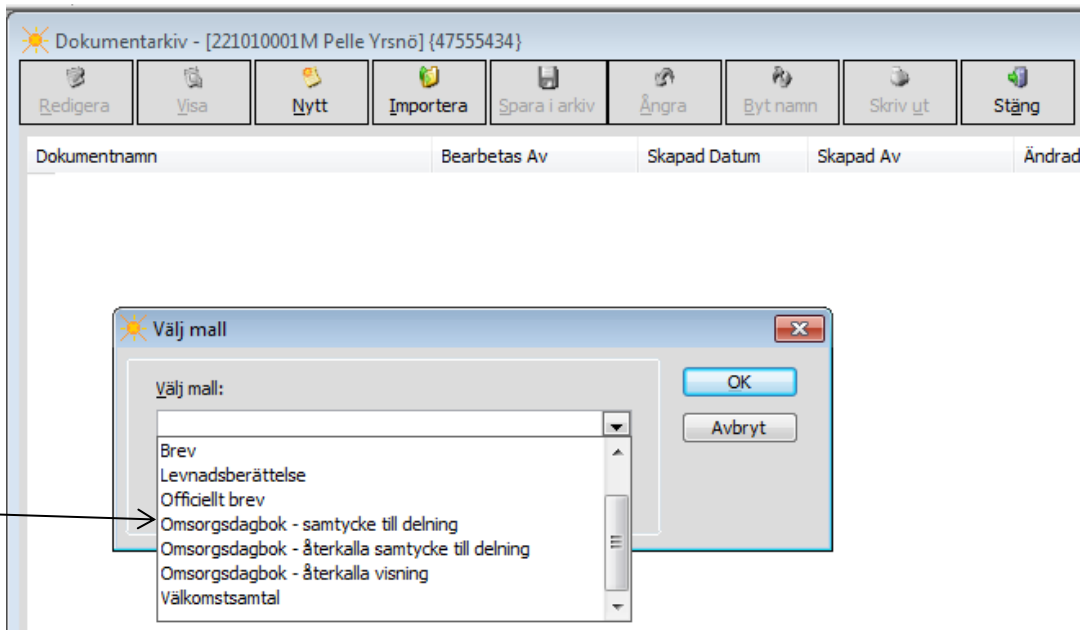 Dokumentarkiv - [221010001M Pelle Yrsnö] {47555434}
Redigera Visa Nytt Importera Spara i arkiv Ångra Byt namn Skriv ut Stäng
Dokumentnamn Bearbetas Av Skapad Datum Skapad Av Ändrad
Välj mall
Välj mall:
OK
Avbryt
Brev
Levnadsberättelse
Officiellt brev
Omsorgsdagbok - samtycke till delning
Omsorgsdagbok - återkalla samtycke till delning
Omsorgsdagbok - återkalla visning
Välkomstsamtal